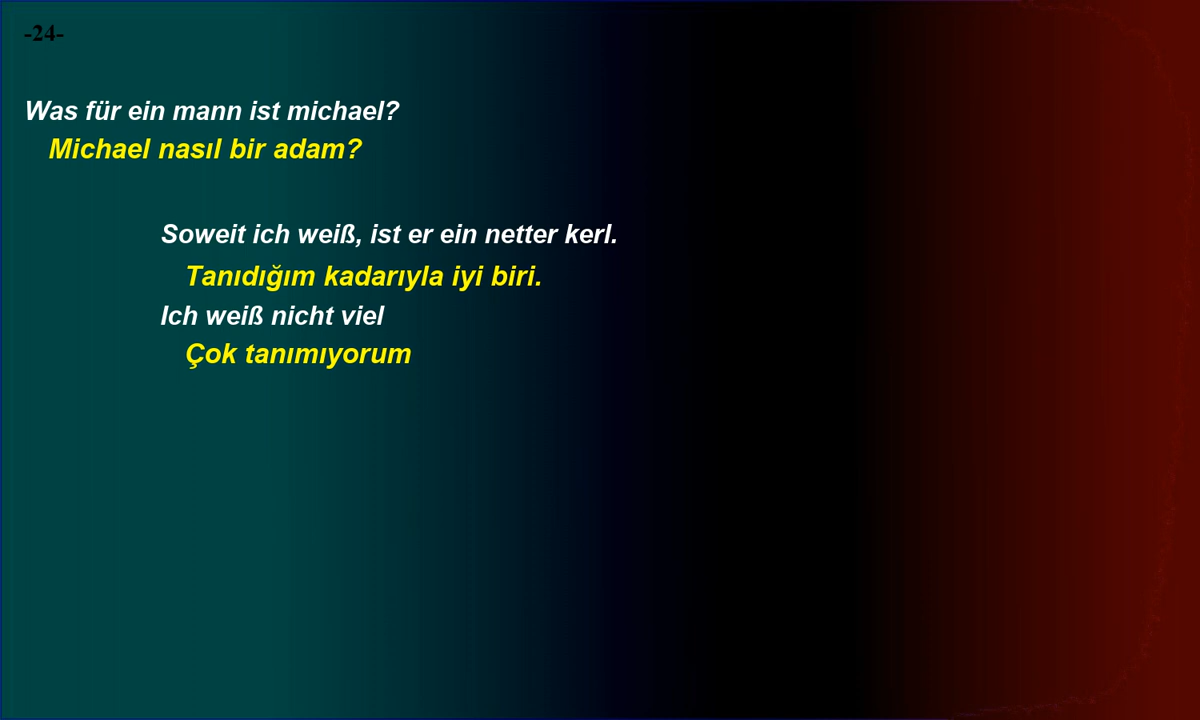 -24-
Was für ein mann ist michael?
Michael nasıl bir adam?
Soweit ich weiß, ist er ein netter kerl.
Tanıdığım kadarıyla iyi biri.
Ich weiß nicht viel
Çok tanımıyorum